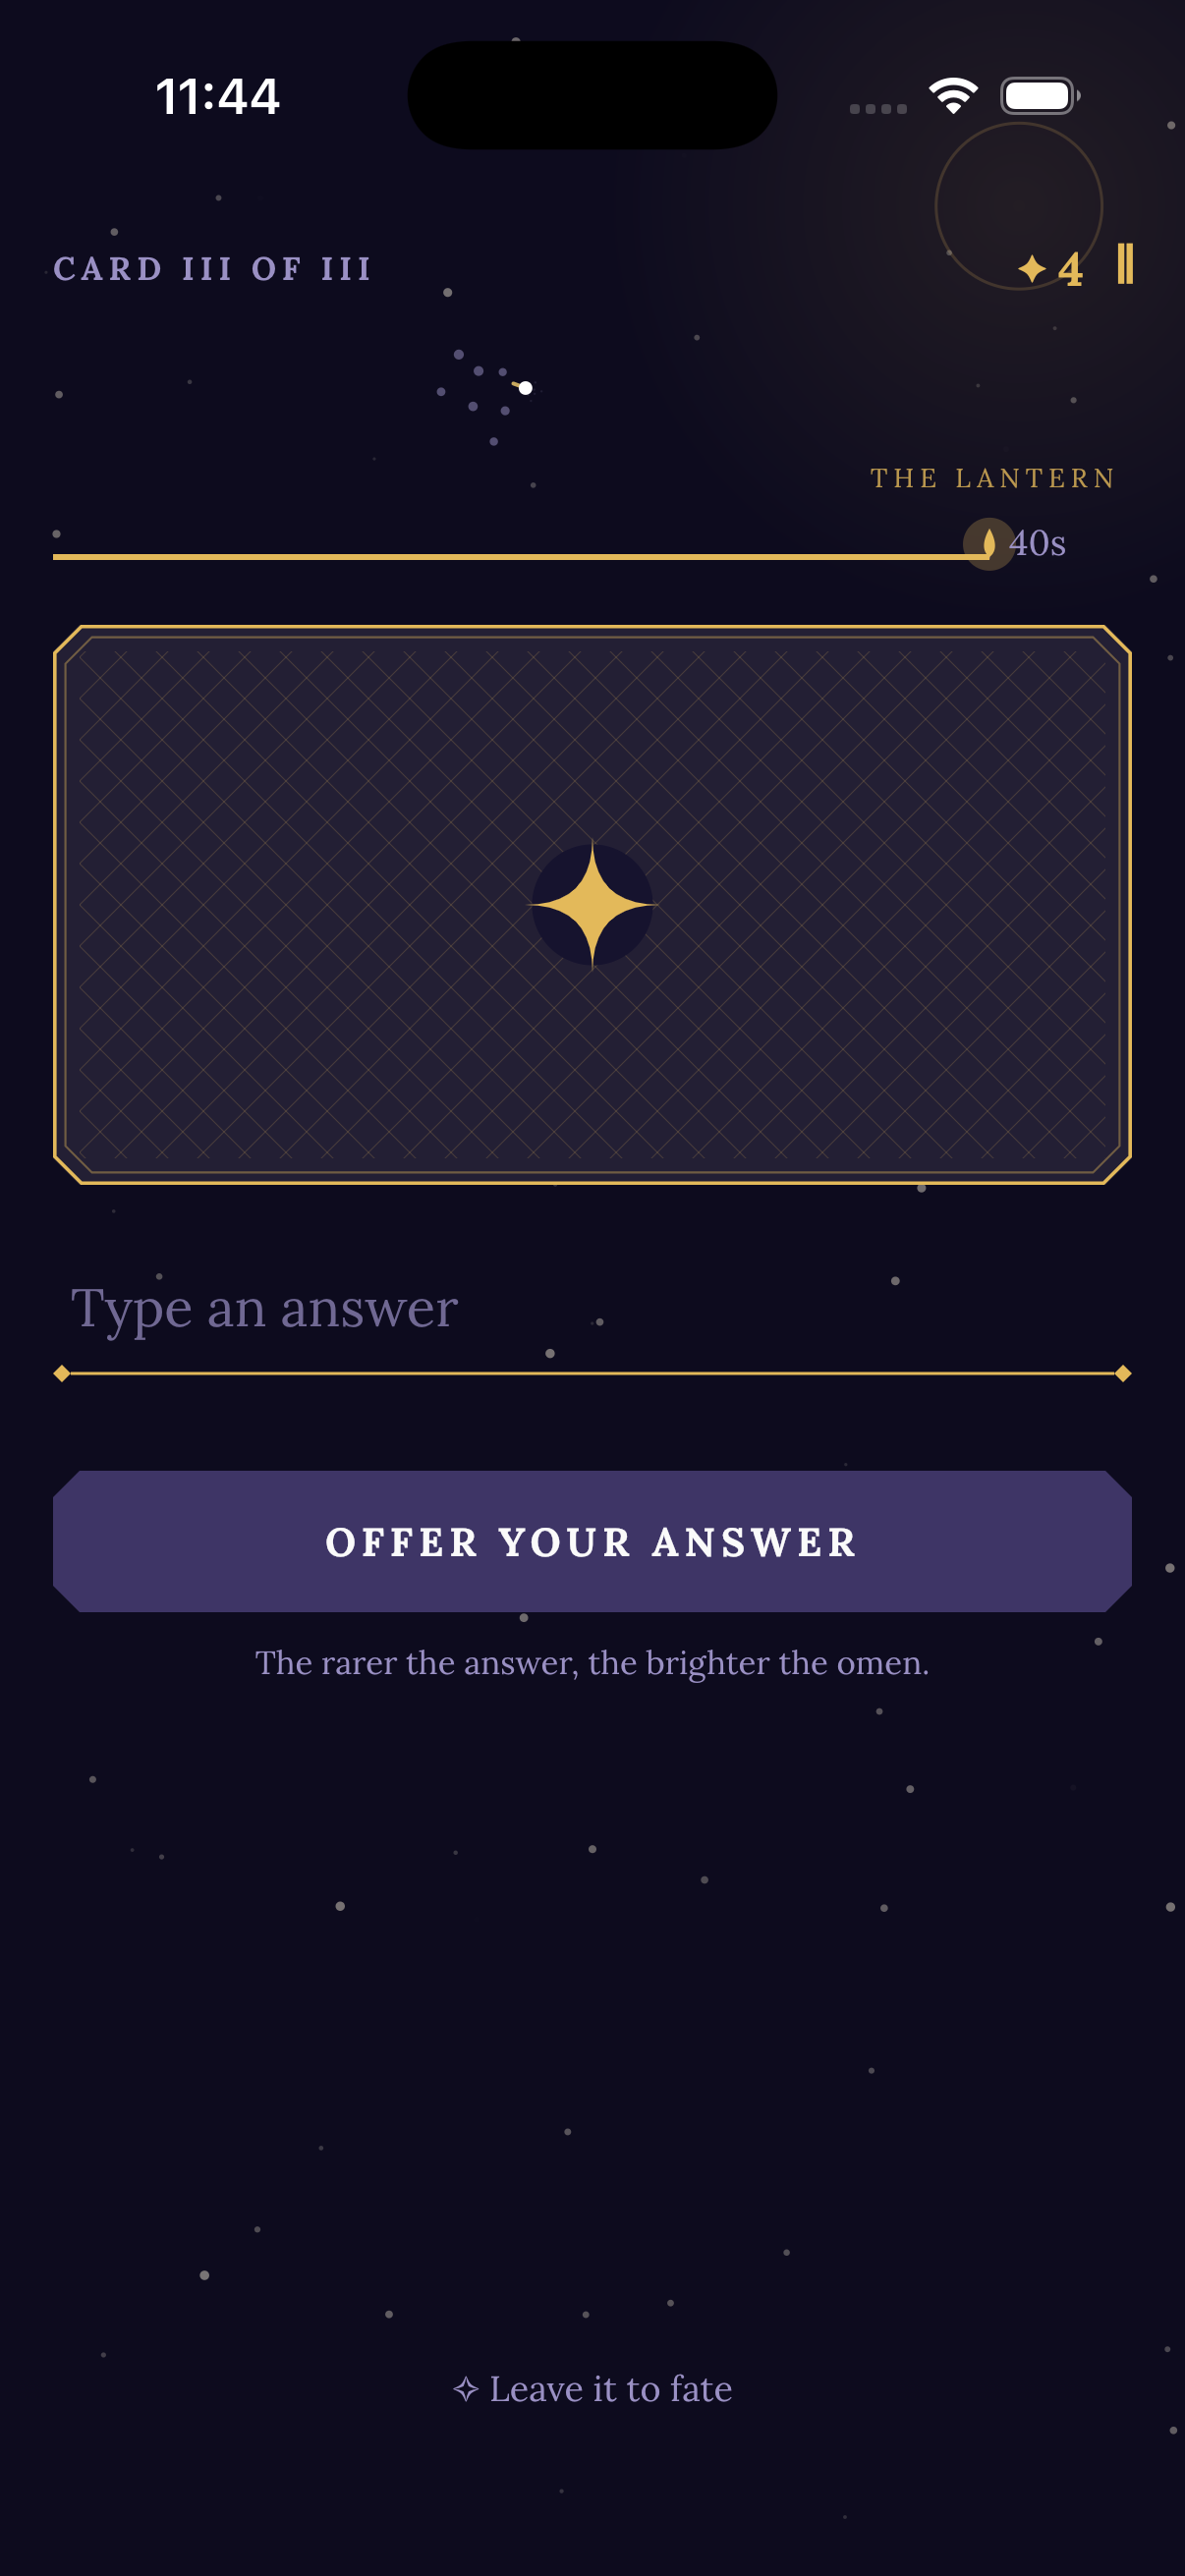 11:44
CARD III OF III
4
THE LANTERN
40s
Type an answer
OFFER YOUR ANSWER
The rarer the answer, the brighter the omen.
Leave it to fate